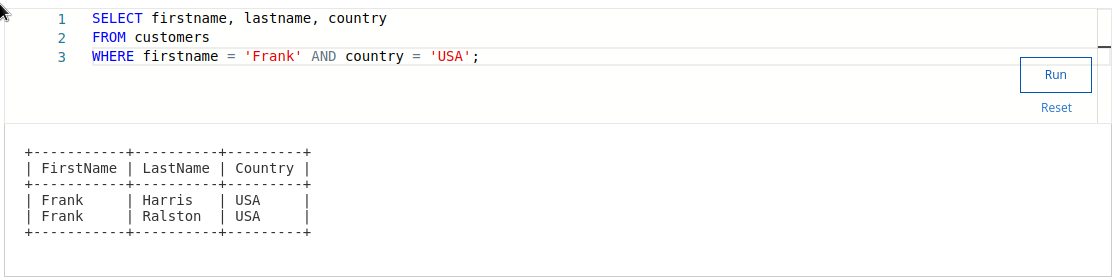 1 SELECT firstname, lastname, country
2 FROM customers
3 WHERE firstname = 'Frank' AND country = 'USA';
Run
Reset
+-----------+----------+---------+
| FirstName | LastName | Country |
+-----------+----------+---------+
| Frank     | Harris   | USA     |
| Frank     | Ralston  | USA     |
+-----------+----------+---------+